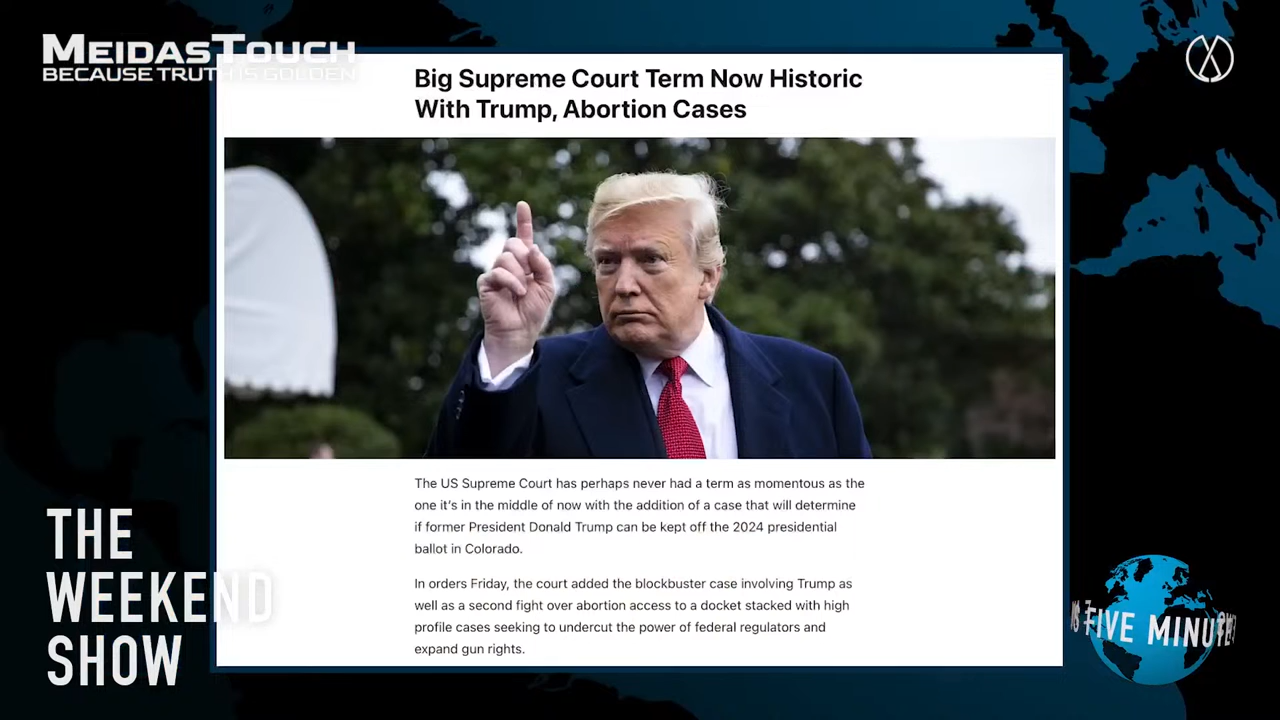 MEIDASTOUCH
BECAUSE TRUTH IS GOLDEN
Big Supreme Court Term Now Historic
With Trump, Abortion Cases
The US Supreme Court has perhaps never had a term as momentous as the
one it's in the middle of now with the addition of a case that will determine
if former President Donald Trump can be kept off the 2024 presidential
ballot in Colorado.
In orders Friday, the court added the blockbuster case involving Trump as
well as a second fight over abortion access to a docket stacked with high
profile cases seeking to undercut the power of federal regulators and
expand gun rights.
THE
WEEKEND
SHOW
FIVE